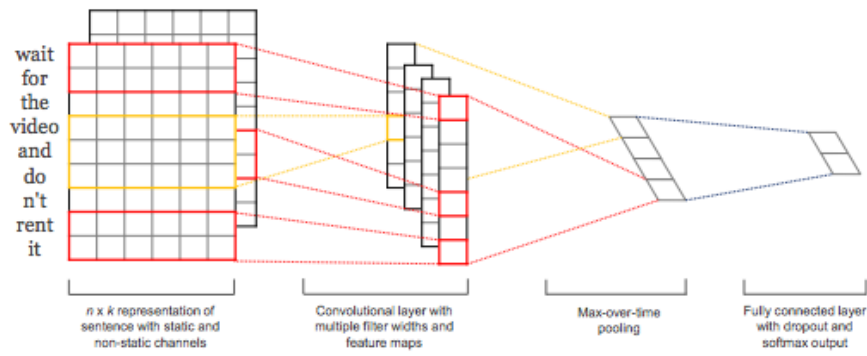 wait
for
the
video
and
do
n't
rent
it
n x k representation of
sentence with static and
non-static channels
Convolutional layer with
multiple filter widths and
feature maps
Max-over-time
pooling
Fully connected layer
with dropout and
softmax output